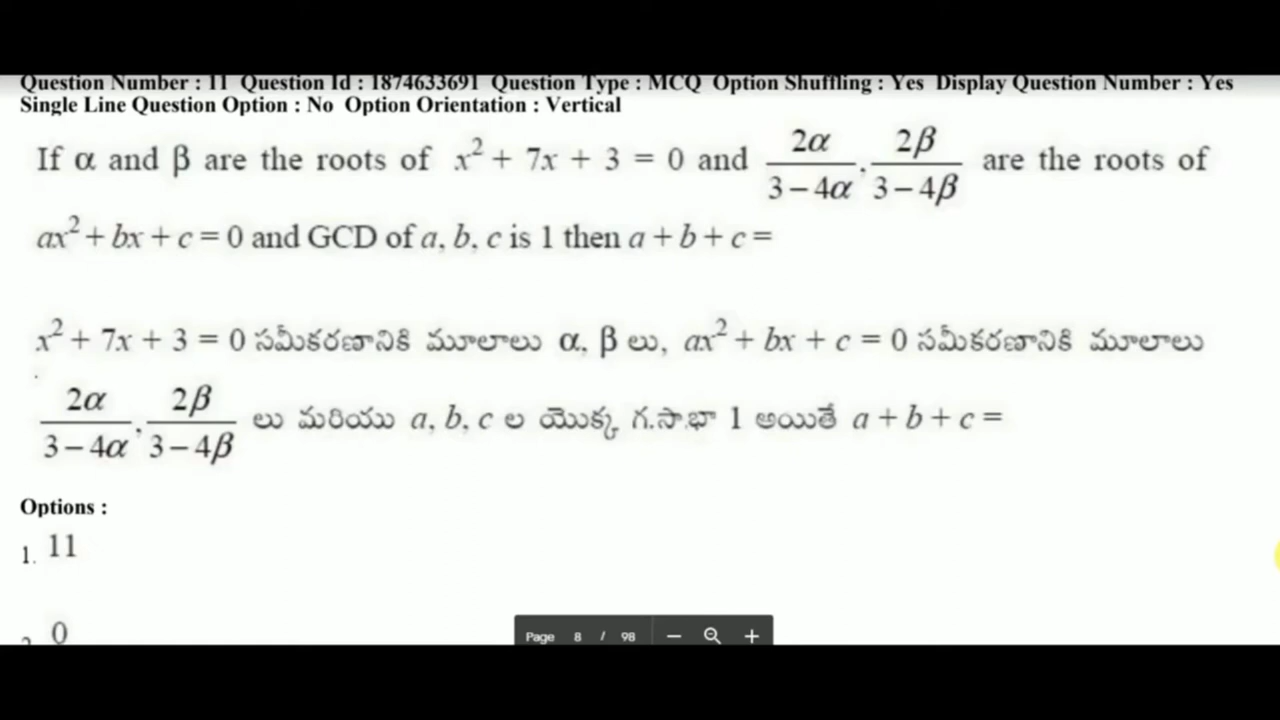 Question Number : 11 Question Id : 1874633691 Question Type : MCQ Option Shuffling : Yes Display Question Number : Yes
Single Line Question Option : No Option Orientation : Vertical
If α and β are the roots of x² + 7x + 3 = 0 and 2α/(3 – 4α), 2β/(3 – 4β) are the roots of
ax² + bx + c = 0 and GCD of a, b, c is 1 then a + b + c =
x² + 7x + 3 = 0 సమీకరణానికి మూలాలు α, β లు, ax² + bx + c = 0 సమీకరణానికి మూలాలు
2α/(3 – 4α), 2β/(3 – 4β) లు మరియు a, b, c ల యొక్క గ.సా.భా 1 అయితే a + b + c =
Options :
1. 11
0
Page 8 / 98